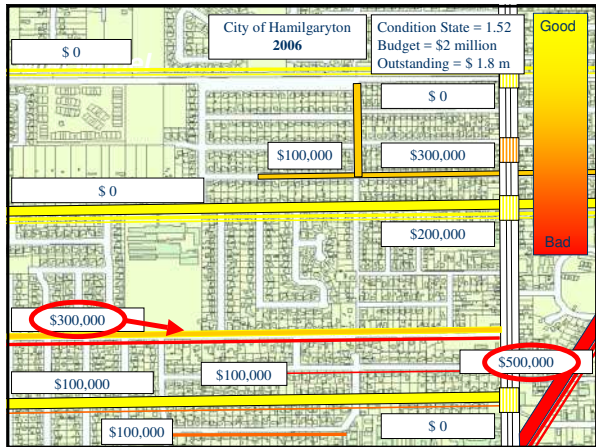 City of Hamilgaryton
2006
Condition State = 1.52
Budget = $2 million
Outstanding = $ 1.8 m
Good
$ 0
$ 0
$100,000
$300,000
$ 0
$200,000
Bad
$300,000
$100,000
$500,000
$100,000
$100,000
$ 0